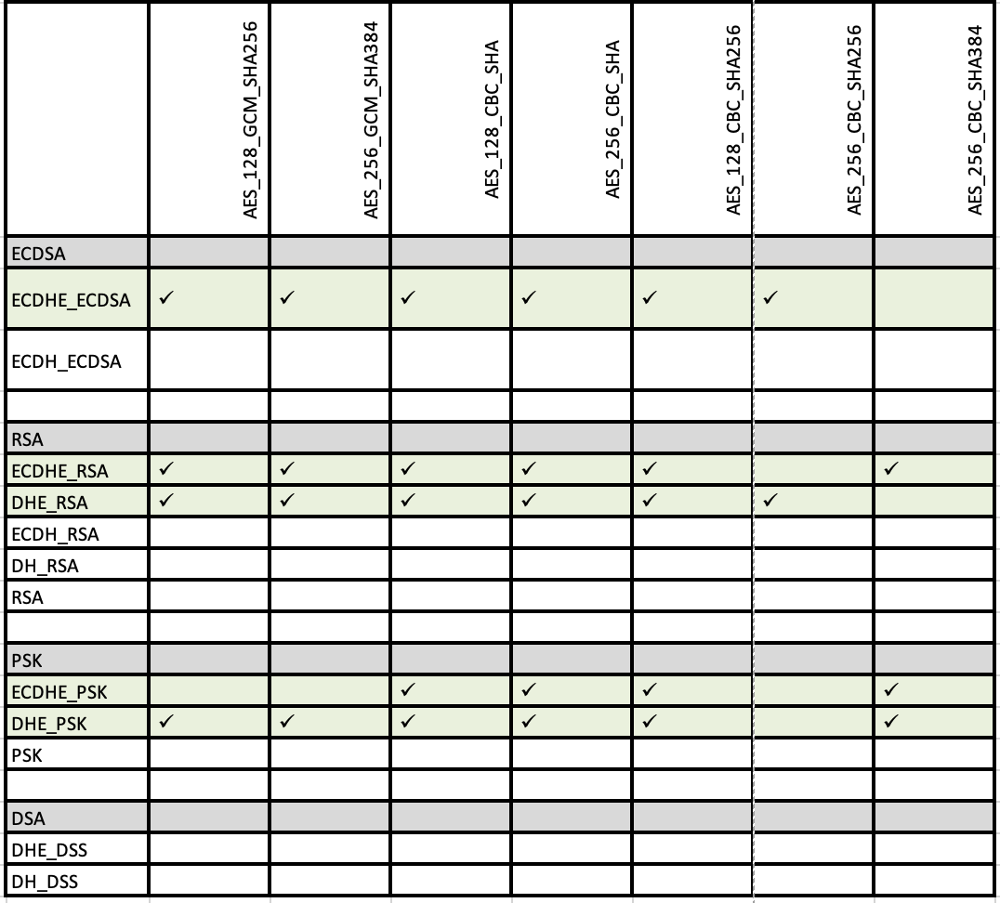 AES_128_GCM_SHA256
AES_256_GCM_SHA384
AES_128_CBC_SHA
AES_256_CBC_SHA
AES_128_CBC_SHA256
AES_256_CBC_SHA256
AES_256_CBC_SHA384
ECDSA
ECDHE_ECDSA ✓ ✓ ✓ ✓ ✓ ✓
ECDH_ECDSA
RSA
ECDHE_RSA ✓ ✓ ✓ ✓ ✓ ✓
DHE_RSA ✓ ✓ ✓ ✓ ✓ ✓
ECDH_RSA
DH_RSA
RSA
PSK
ECDHE_PSK ✓ ✓ ✓ ✓
DHE_PSK ✓ ✓ ✓ ✓ ✓ ✓
PSK
DSA
DHE_DSS
DH_DSS